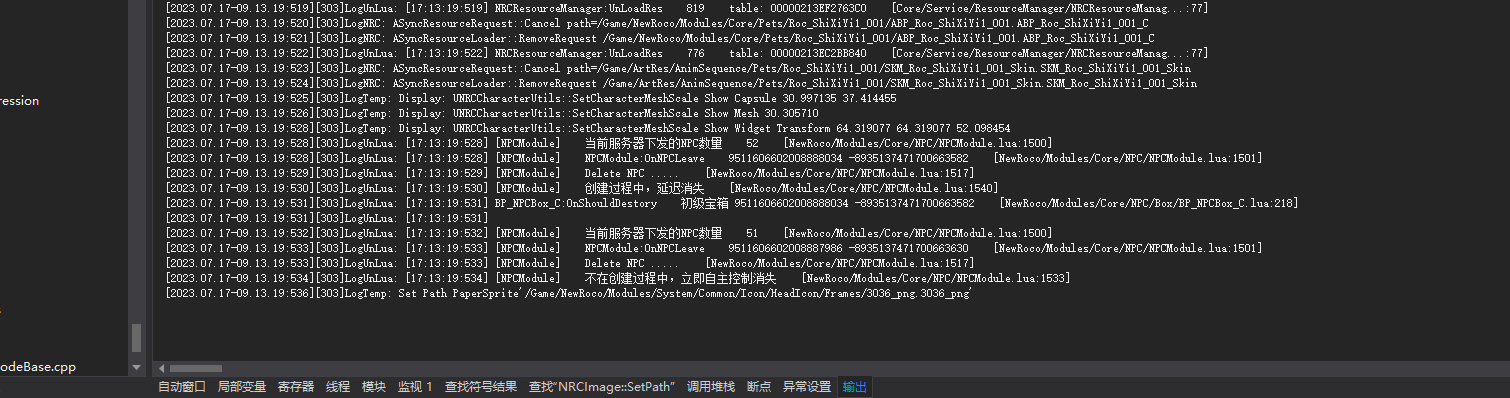 [2023.07.17-09.13.19:519][303]LogUnLua: [17:13:19:519] NRCResourceManager:UnLoadRes    819    table: 00000213EF2763C0    [Core/Service/ResourceManager/NRCResourceManag...:77]
[2023.07.17-09.13.19:520][303]LogNRC: ASyncResourceRequest::Cancel path=/Game/NewRoco/Modules/Core/Pets/Roc_ShiXiYi1_001/ABP_Roc_ShiXiYi1_001.ABP_Roc_ShiXiYi1_001_C
[2023.07.17-09.13.19:521][303]LogNRC: ASyncResourceLoader::RemoveRequest /Game/NewRoco/Modules/Core/Pets/Roc_ShiXiYi1_001/ABP_Roc_ShiXiYi1_001.ABP_Roc_ShiXiYi1_001_C
[2023.07.17-09.13.19:522][303]LogUnLua: [17:13:19:522] NRCResourceManager:UnLoadRes    776    table: 00000213EC2BB840    [Core/Service/ResourceManager/NRCResourceManag...:77]
[2023.07.17-09.13.19:523][303]LogNRC: ASyncResourceRequest::Cancel path=/Game/ArtRes/AnimSequence/Pets/Roc_ShiXiYi1_001/SKM_Roc_ShiXiYi1_001_Skin.SKM_Roc_ShiXiYi1_001_Skin
[2023.07.17-09.13.19:524][303]LogNRC: ASyncResourceLoader::RemoveRequest /Game/ArtRes/AnimSequence/Pets/Roc_ShiXiYi1_001/SKM_Roc_ShiXiYi1_001_Skin.SKM_Roc_ShiXiYi1_001_Skin
ression
[2023.07.17-09.13.19:525][303]LogTemp: Display: UNRCCharacterUtils::SetCharacterMeshScale Show Capsule 30.997135 37.414455
[2023.07.17-09.13.19:526][303]LogTemp: Display: UNRCCharacterUtils::SetCharacterMeshScale Show Mesh 30.305710
[2023.07.17-09.13.19:528][303]LogTemp: Display: UNRCCharacterUtils::SetCharacterMeshScale Show Widget Transform 64.319077 64.319077 52.098454
[2023.07.17-09.13.19:528][303]LogUnLua: [17:13:19:528] [NPCModule]    当前服务器下发的NPC数量    52    [NewRoco/Modules/Core/NPC/NPCModule.lua:1500]
[2023.07.17-09.13.19:528][303]LogUnLua: [17:13:19:528] [NPCModule]    NPCModule:OnNPCLeave    9511606602008888034 -8935137471700663582    [NewRoco/Modules/Core/NPC/NPCModule.lua:1501]
[2023.07.17-09.13.19:529][303]LogUnLua: [17:13:19:529] [NPCModule]    Delete NPC .....    [NewRoco/Modules/Core/NPC/NPCModule.lua:1517]
[2023.07.17-09.13.19:530][303]LogUnLua: [17:13:19:530] [NPCModule]    创建过程中，延迟消失    [NewRoco/Modules/Core/NPC/NPCModule.lua:1540]
[2023.07.17-09.13.19:531][303]LogUnLua: [17:13:19:531] BP_NPCBox_C:OnShouldDestory    初级宝箱 9511606602008888034 -8935137471700663582    [NewRoco/Modules/Core/NPC/Box/BP_NPCBox_C.lua:218]
[2023.07.17-09.13.19:531][303]LogUnLua: [17:13:19:531]
[2023.07.17-09.13.19:532][303]LogUnLua: [17:13:19:532] [NPCModule]    当前服务器下发的NPC数量    51    [NewRoco/Modules/Core/NPC/NPCModule.lua:1500]
[2023.07.17-09.13.19:533][303]LogUnLua: [17:13:19:533] [NPCModule]    NPCModule:OnNPCLeave    9511606602008887986 -8935137471700663630    [NewRoco/Modules/Core/NPC/NPCModule.lua:1501]
[2023.07.17-09.13.19:533][303]LogUnLua: [17:13:19:533] [NPCModule]    Delete NPC .....    [NewRoco/Modules/Core/NPC/NPCModule.lua:1517]
[2023.07.17-09.13.19:534][303]LogUnLua: [17:13:19:534] [NPCModule]    不在创建过程中，立即自主控制消失    [NewRoco/Modules/Core/NPC/NPCModule.lua:1533]
[2023.07.17-09.13.19:536][303]LogTemp: Set Path PaperSprite'/Game/NewRoco/Modules/System/Common/Icon/HeadIcon/Frames/3036_png.3036_png'
odeBase.cpp
自动窗口 局部变量 寄存器 线程 模块 监视 1 查找符号结果 查找"NRCImage::SetPath" 调用堆栈 断点 异常设置 输出